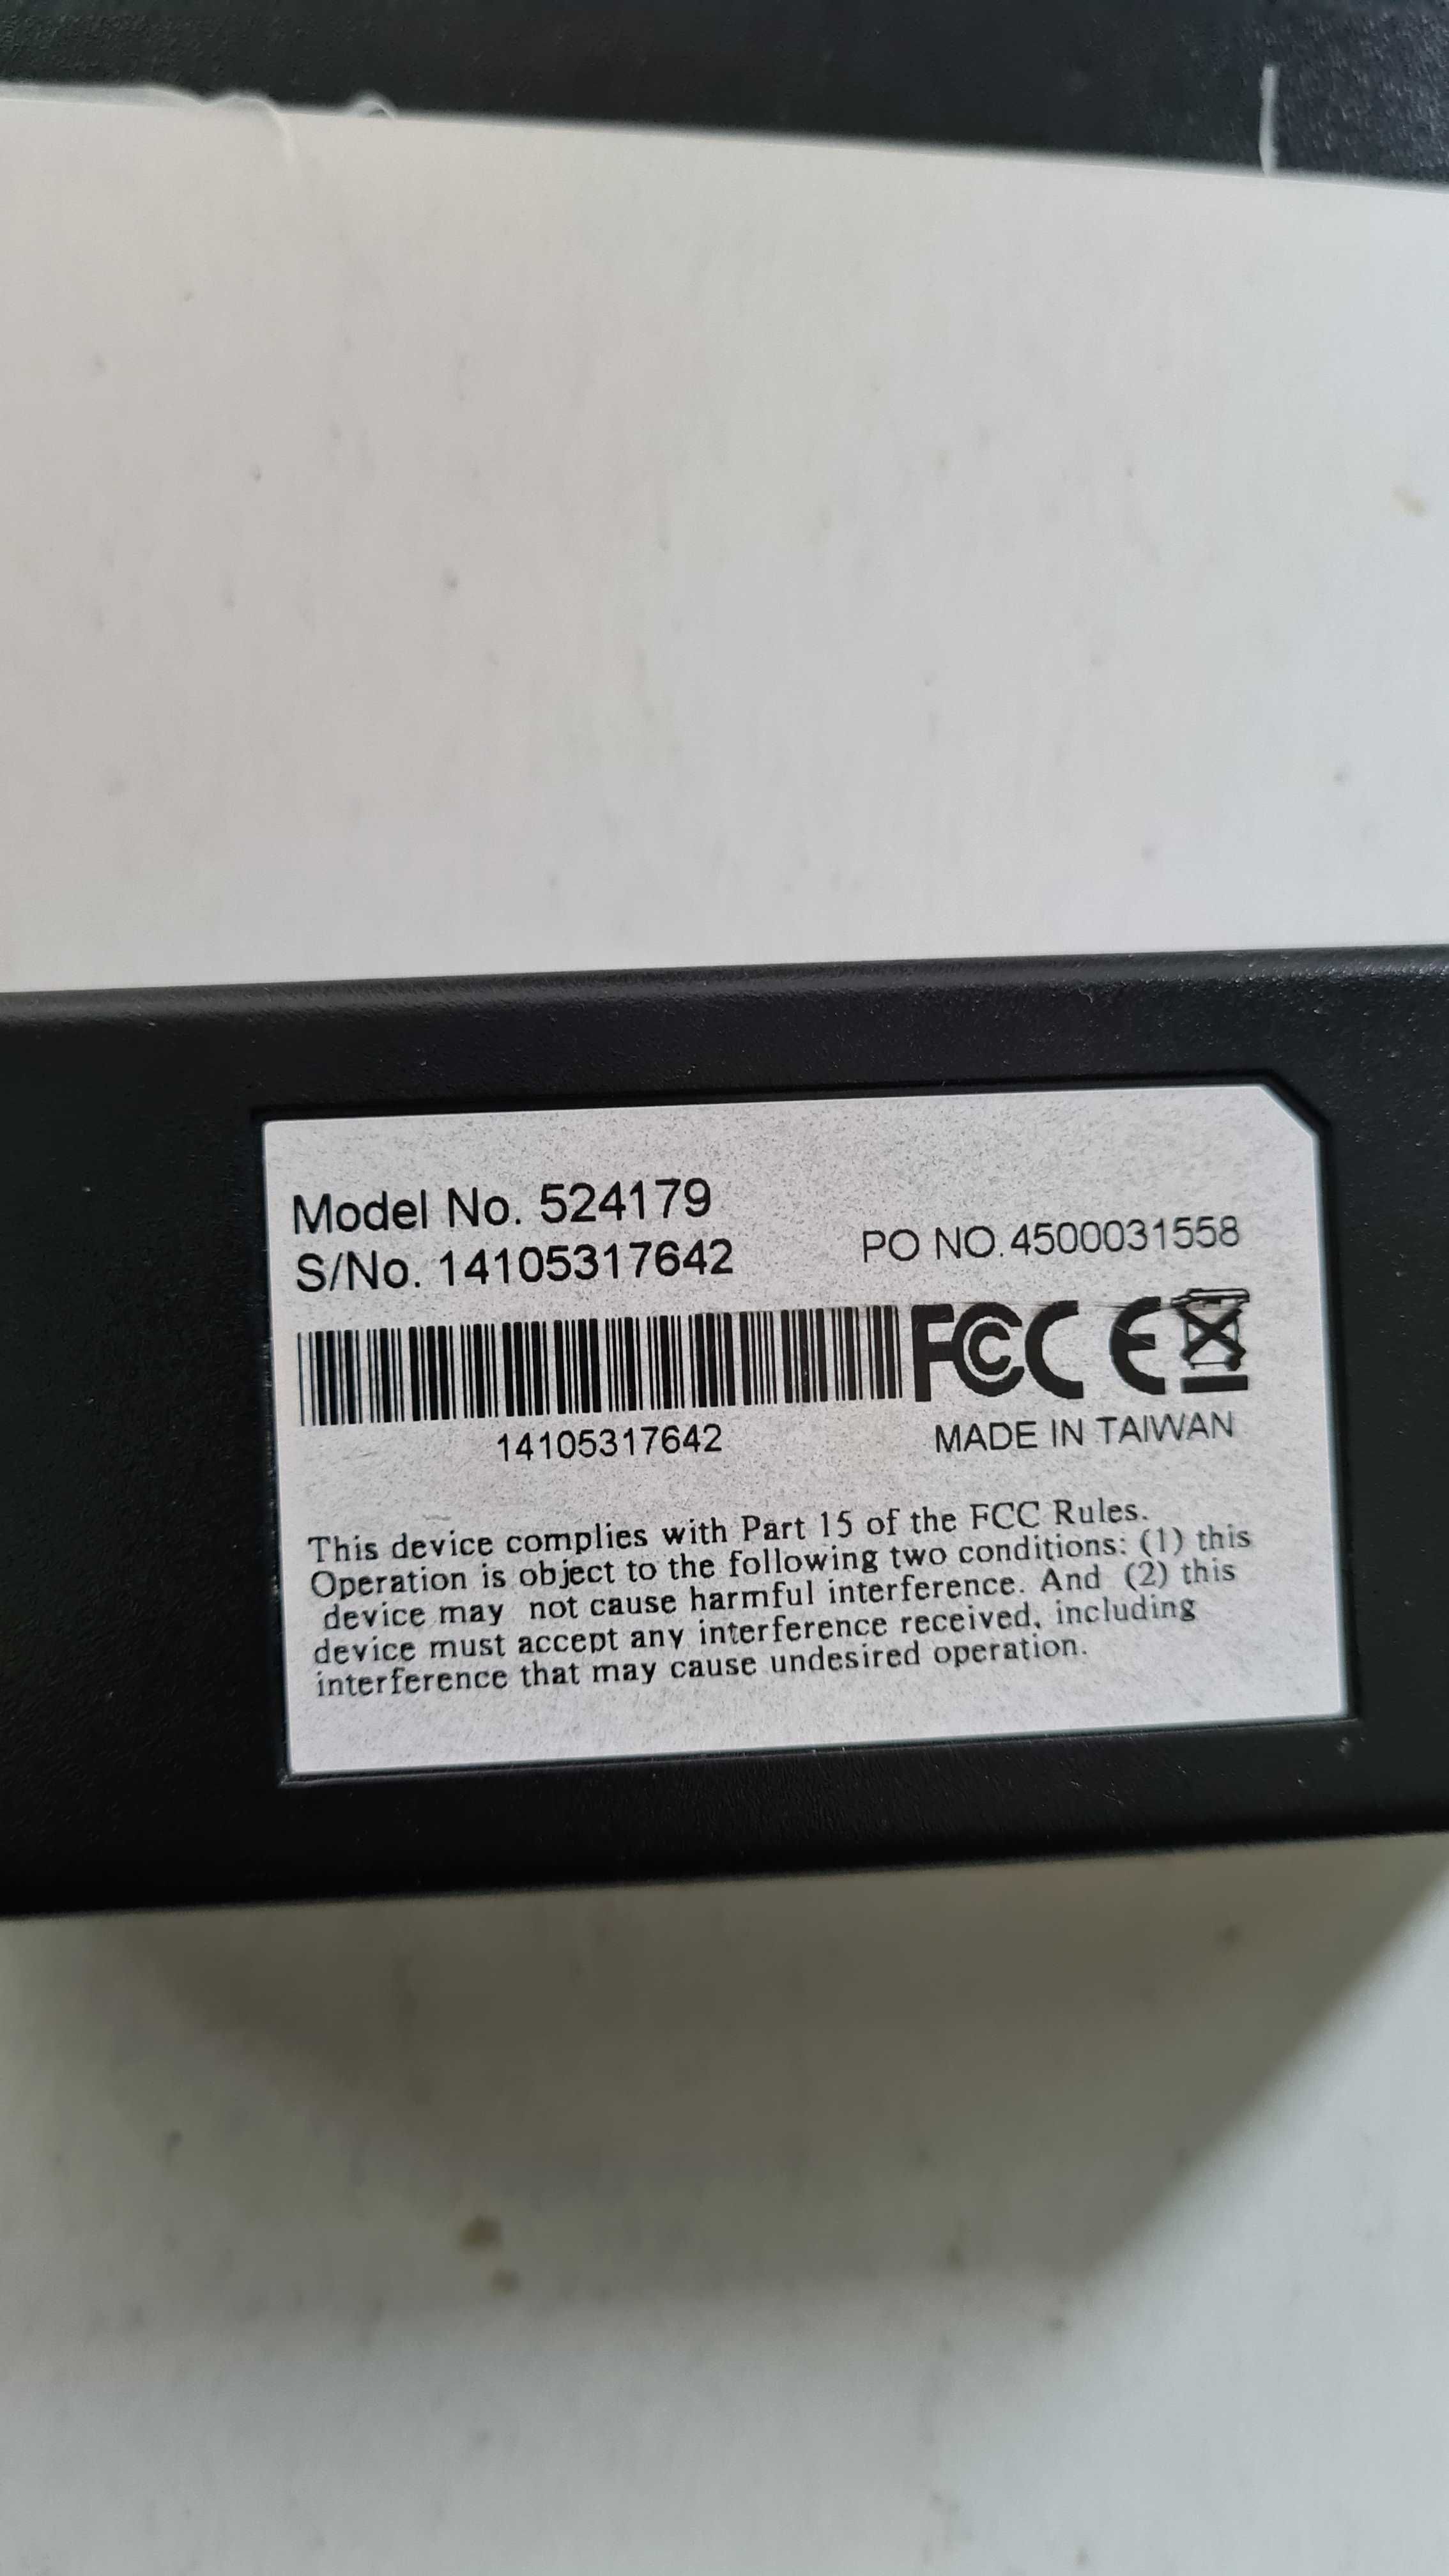 Model No. 524179
S/No. 14105317642
PO NO.4500031558
FCC CE
14105317642
MADE IN TAIWAN
This device complies with Part 15 of the FCC Rules.
Operation is object to the following two conditions: (1) this
device may not cause harmful interference. And (2) this
device must accept any interference received, including
interference that may cause undesired operation.